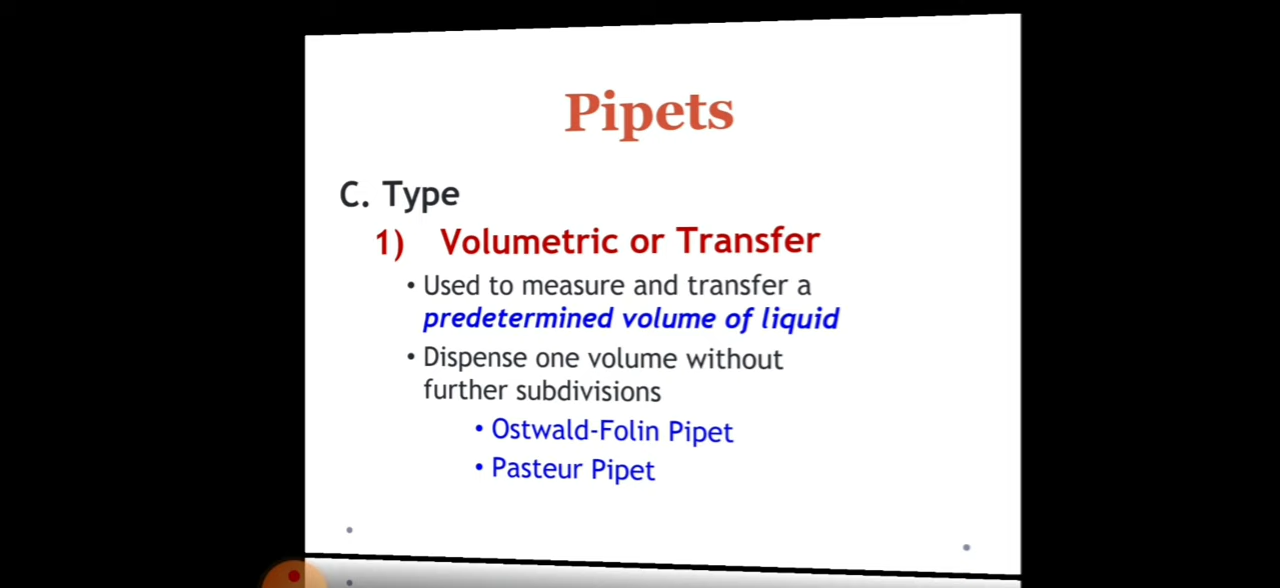 Pipets
C. Type
1) Volumetric or Transfer
• Used to measure and transfer a
predetermined volume of liquid
• Dispense one volume without
further subdivisions
• Ostwald-Folin Pipet
• Pasteur Pipet